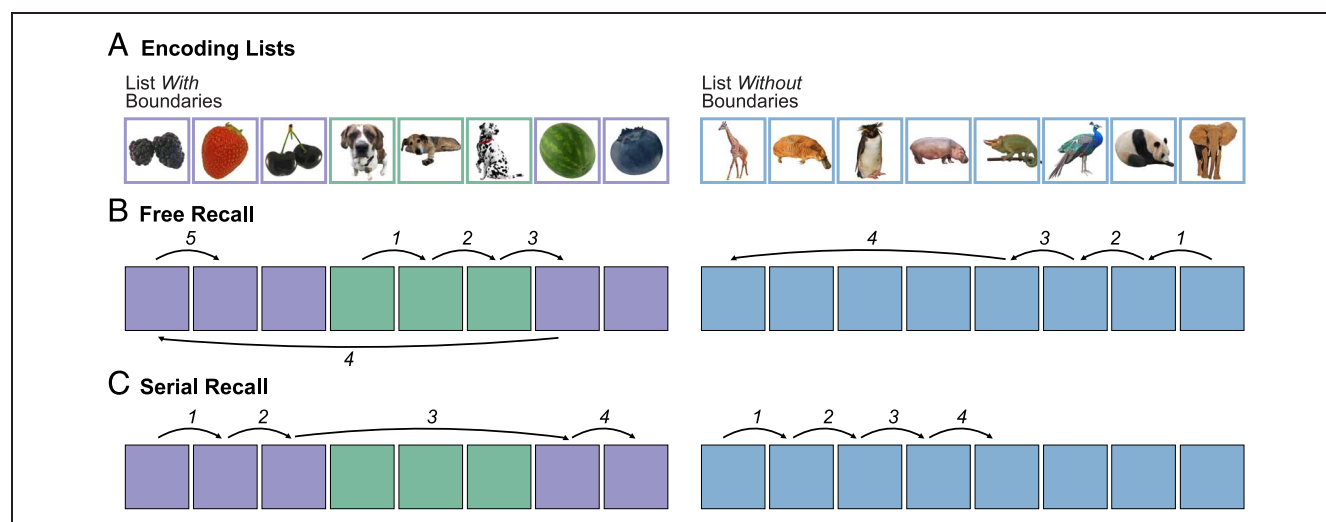 A Encoding Lists
List With
Boundaries
List Without
Boundaries
B Free Recall
5 1 2 3 4 3 2 1
4
C Serial Recall
1 2 3 4 1 2 3 4